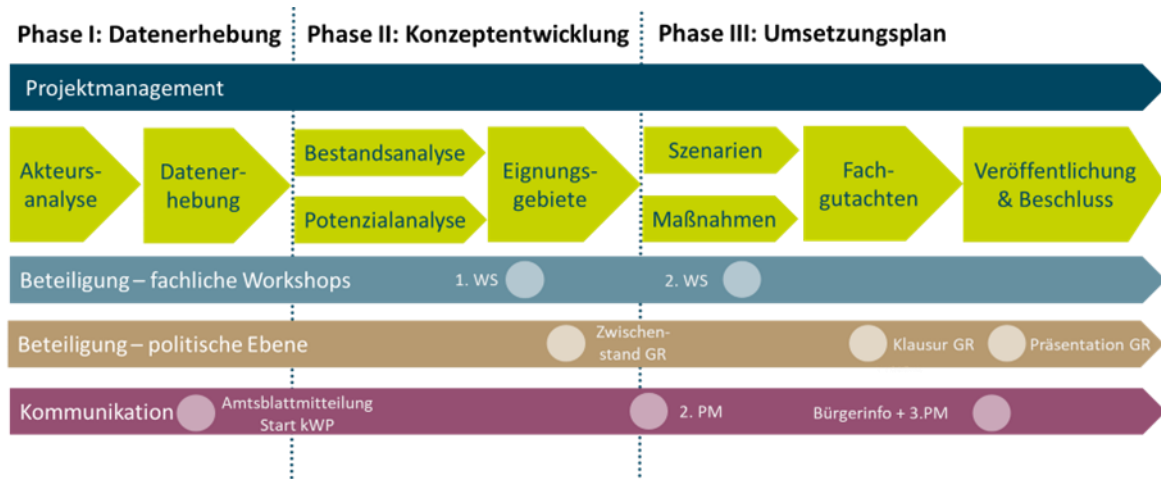 Phase I: Datenerhebung
Phase II: Konzeptentwicklung
Phase III: Umsetzungsplan
Projektmanagement
Akteurs-
analyse
Datener-
hebung
Bestandsanalyse
Potenzialanalyse
Eignungs-
gebiete
Szenarien
Maßnahmen
Fach-
gutachten
Veröffentlichung
& Beschluss
Beteiligung – fachliche Workshops
1. WS
2. WS
Beteiligung – politische Ebene
Zwischen-
stand GR
Klausur GR
Präsentation GR
Kommunikation
Amtsblattmitteilung
Start kWP
2. PM
Bürgerinfo + 3.PM